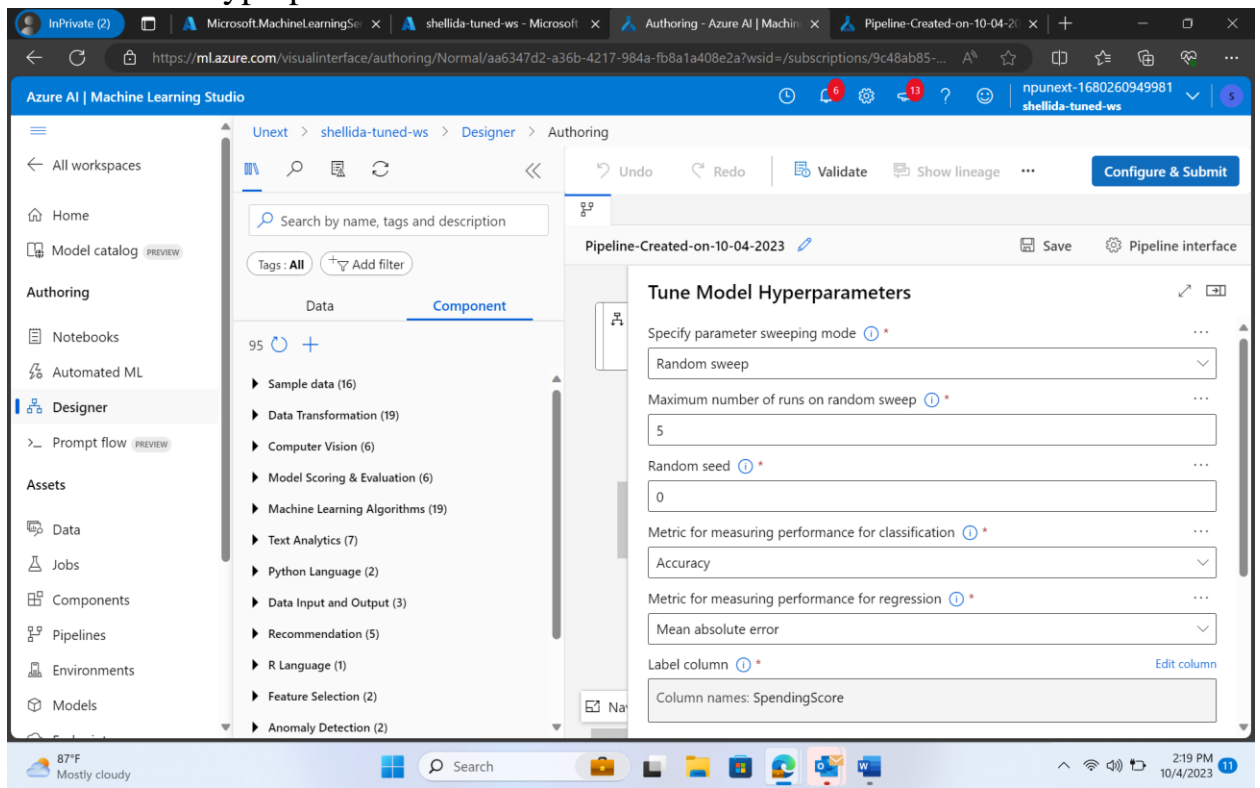 InPrivate (2)
Microsoft.MachineLearningSe
shellida-tuned-ws - Microsoft
Authoring - Azure AI | Machin
Pipeline-Created-on-10-04-20
https://ml.azure.com/visualinterface/authoring/Normal/aa6347d2-a36b-4217-984a-fb8a1a408e2a?wsid=/subscriptions/9c48ab85-...
Azure AI | Machine Learning Studio
6
13
npunext-1680260949981
shellida-tuned-ws
S
Unext > shellida-tuned-ws > Designer > Authoring
All workspaces
Home
Model catalog PREVIEW
Authoring
Notebooks
Automated ML
Designer
Prompt flow PREVIEW
Assets
Data
Jobs
Components
Pipelines
Environments
Models
Search by name, tags and description
Tags : All
Add filter
Data
Component
95
Sample data (16)
Data Transformation (19)
Computer Vision (6)
Model Scoring & Evaluation (6)
Machine Learning Algorithms (19)
Text Analytics (7)
Python Language (2)
Data Input and Output (3)
Recommendation (5)
R Language (1)
Feature Selection (2)
Anomaly Detection (2)
Undo
Redo
Validate
Show lineage
Configure & Submit
Pipeline-Created-on-10-04-2023
Save
Pipeline interface
Nav
Tune Model Hyperparameters
Specify parameter sweeping mode *
Random sweep
Maximum number of runs on random sweep *
5
Random seed *
0
Metric for measuring performance for classification *
Accuracy
Metric for measuring performance for regression *
Mean absolute error
Label column *
Edit column
Column names: SpendingScore
87°F
Mostly cloudy
Search
2:19 PM
10/4/2023
11